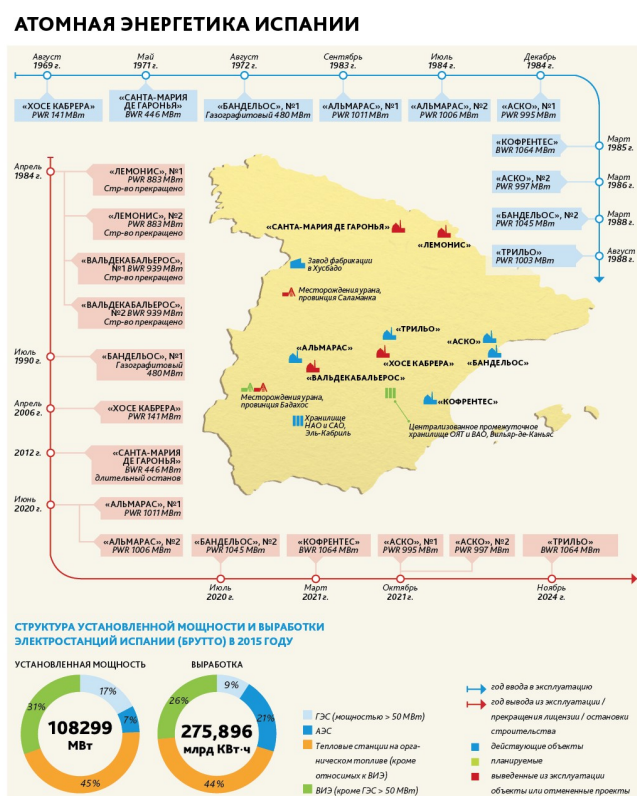 АТОМНАЯ ЭНЕРГЕТИКА ИСПАНИИ
Август
1969 г.
Май
1971 г.
Август
1972 г.
Сентябрь
1983 г.
Июль
1984 г.
Декабрь
1984 г.
«ХОСЕ КАБРЕРА»
PWR 141 МВт
«САНТА-МАРИЯ
ДЕ ГАРОНЬЯ»
BWR 446 МВт
«БАНДЕЛЬОС», №1
Газографитовый 480 МВт
«АЛЬМАРАС», №1
PWR 1011 МВт
«АЛЬМАРАС», №2
PWR 1006 МВт
«АСКО», №1
PWR 995 МВт
«КОФРЕНТЕС»
BWR 1064 МВт
Март
1985 г.
«АСКО», №2
PWR 997 МВт
Март
1986 г.
«БАНДЕЛЬОС», №2
PWR 1045 МВт
Март
1988 г.
«ТРИЛЬО»
PWR 1003 МВт
Август
1988 г.
Апрель
1984 г.
«ЛЕМОНИС», №1
PWR 883 МВт
Стр-во прекращено
«ЛЕМОНИС», №2
PWR 883 МВт
Стр-во прекращено
«ВАЛЬДЕКАБАЛЬЕРОС»,
№1 BWR 939 МВт
Стр-во прекращено
«ВАЛЬДЕКАБАЛЬЕРОС»,
№2 BWR 939 МВт
Стр-во прекращено
Июль
1990 г.
«БАНДЕЛЬОС», №1
Газографитовый
480 МВт
Апрель
2006 г.
«ХОСЕ КАБРЕРА»
PWR 141 МВт
2012 г.
«САНТА-МАРИЯ
ДЕ ГАРОНЬЯ»
BWR 446 МВт
длительный останов
Июнь
2020 г.
«АЛЬМАРАС», №1
PWR 1011 МВт
«АЛЬМАРАС», №2
PWR 1006 МВт
«БАНДЕЛЬОС», №2
PWR 1045 МВт
«КОФРЕНТЕС»
BWR 1064 МВт
«АСКО», №1
PWR 995 МВт
«АСКО», №2
PWR 997 МВт
«ТРИЛЬО»
BWR 1064 МВт
Июль
2020 г.
Март
2021 г.
Октябрь
2021 г.
Ноябрь
2024 г.
«САНТА-МАРИЯ ДЕ ГАРОНЬЯ»
«ЛЕМОНИС»
Завод фабрикации
в Хусбадо
Месторождения урана,
провинция Саламанка
«ТРИЛЬО»
«АСКО»
«АЛЬМАРАС»
«ХОСЕ КАБРЕРА»
«БАНДЕЛЬОС»
«ВАЛЬДЕКАБАЛЬЕРОС»
Месторождения урана,
провинция Бадахос
«КОФРЕНТЕС»
Хранилище
НАО и САО,
Эль-Кабриль
Централизованное промежуточное
хранилище ОЯТ и ВАО, Вильяр-де-Каньяс
СТРУКТУРА УСТАНОВЛЕННОЙ МОЩНОСТИ И ВЫРАБОТКИ
ЭЛЕКТРОСТАНЦИЙ ИСПАНИИ (БРУТТО) В 2015 ГОДУ
УСТАНОВЛЕННАЯ МОЩНОСТЬ
17%
7%
45%
31%
108299
МВт
ВЫРАБОТКА
9%
21%
44%
26%
275,896
млрд КВт·ч
ГЭС (мощностью > 50 МВт)
АЭС
Тепловые станции на орга-
ническом топливе (кроме
относимых к ВИЭ)
ВИЭ (кроме ГЭС > 50 МВт)
год ввода в эксплуатацию
год вывода из эксплуатации /
прекращения лицензии / остановки
строительства
действующие объекты
планируемые
выведенные из эксплуатации
объекты или отмененные проекты